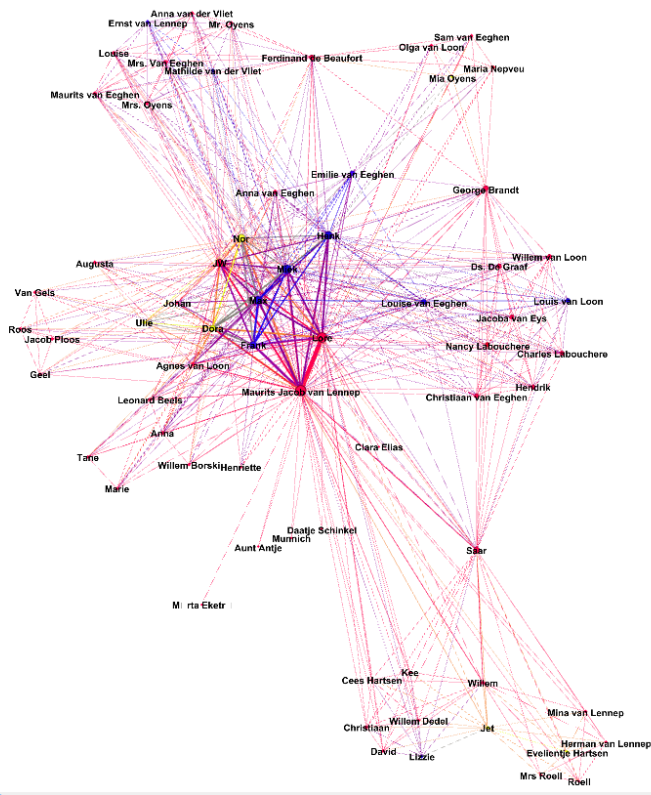 Anna van der Vliet
Ernst van Lennep
Mr. Oyens
Sam van Eeghen
Olga van Loon
Louise
Mrs. Van Eeghen
Ferdinand de Beaufort
Mathilde van der Vliet
Maria Nepveu
Mia Oyens
Maurits van Eeghen
Mrs. Oyens
Emilie van Eeghen
Anna van Eeghen
George Brandt
Nor
Henk
Willem van Loon
Augusta
JW
Miek
Ds. De Graaf
Van Gels
Johan
Max
Louise van Eeghen
Louis van Loon
Jacoba van Eys
Ulie
Roos
Dora
Jacob Ploos
Frank
Lore
Nancy Labouchere
Charles Labouchere
Agnes van Loon
Geel
Hendrik
Maurits Jacob van Lennep
Leonard Beels
Christiaan van Eeghen
Anna
Clara Elias
Tane
Willem Borski
Henriette
Marie
Daatje Schinkel
Murmich
Aunt Antje
Saar
Kee
Cees Hartsen
Willem
Mina van Lennep
Willem Dedel
Christiaan
Jet
Herman van Lennep
David
Lizzie
Evelientje Hartsen
Mrs Roell
Roell